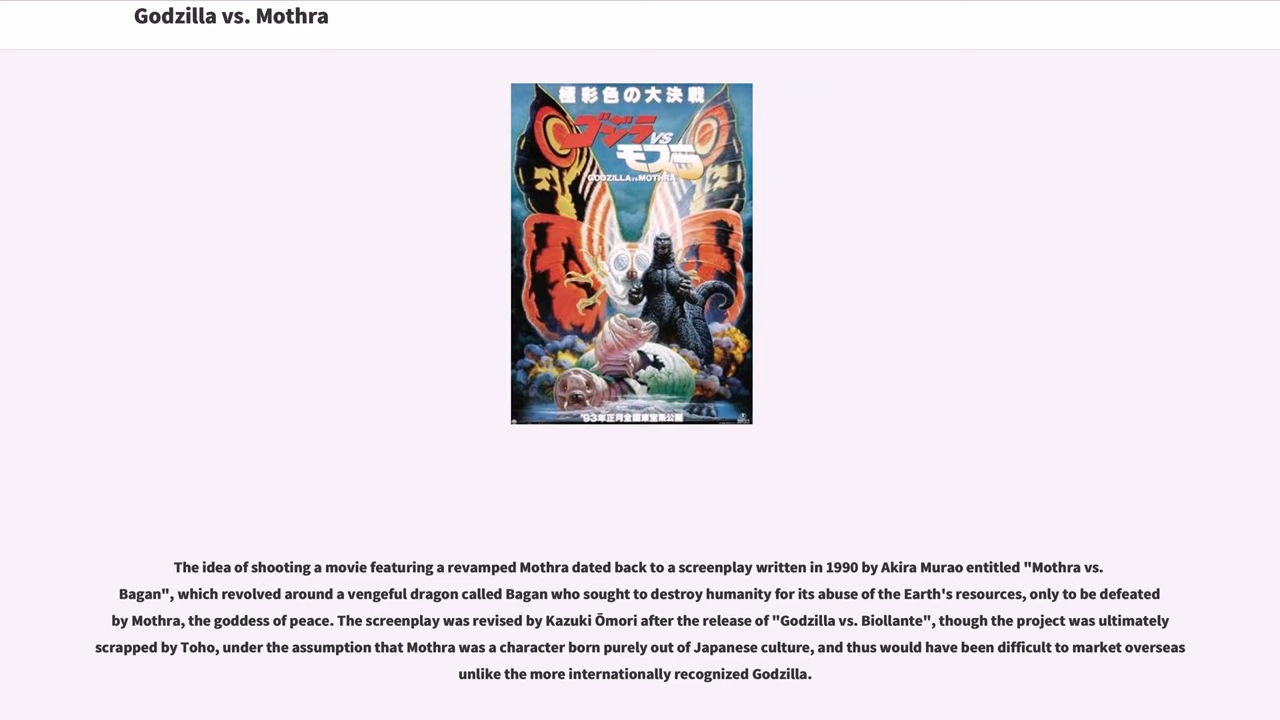 Godzilla vs. Mothra
極彩色の大決戦
ゴジラvs
モスラ
GODZILLA vs MOTHRA
'93年正月全国東宝系公開
The idea of shooting a movie featuring a revamped Mothra dated back to a screenplay written in 1990 by Akira Murao entitled "Mothra vs.
Bagan", which revolved around a vengeful dragon called Bagan who sought to destroy humanity for its abuse of the Earth's resources, only to be defeated
by Mothra, the goddess of peace. The screenplay was revised by Kazuki Ōmori after the release of "Godzilla vs. Biollante", though the project was ultimately
scrapped by Toho, under the assumption that Mothra was a character born purely out of Japanese culture, and thus would have been difficult to market overseas
unlike the more internationally recognized Godzilla.